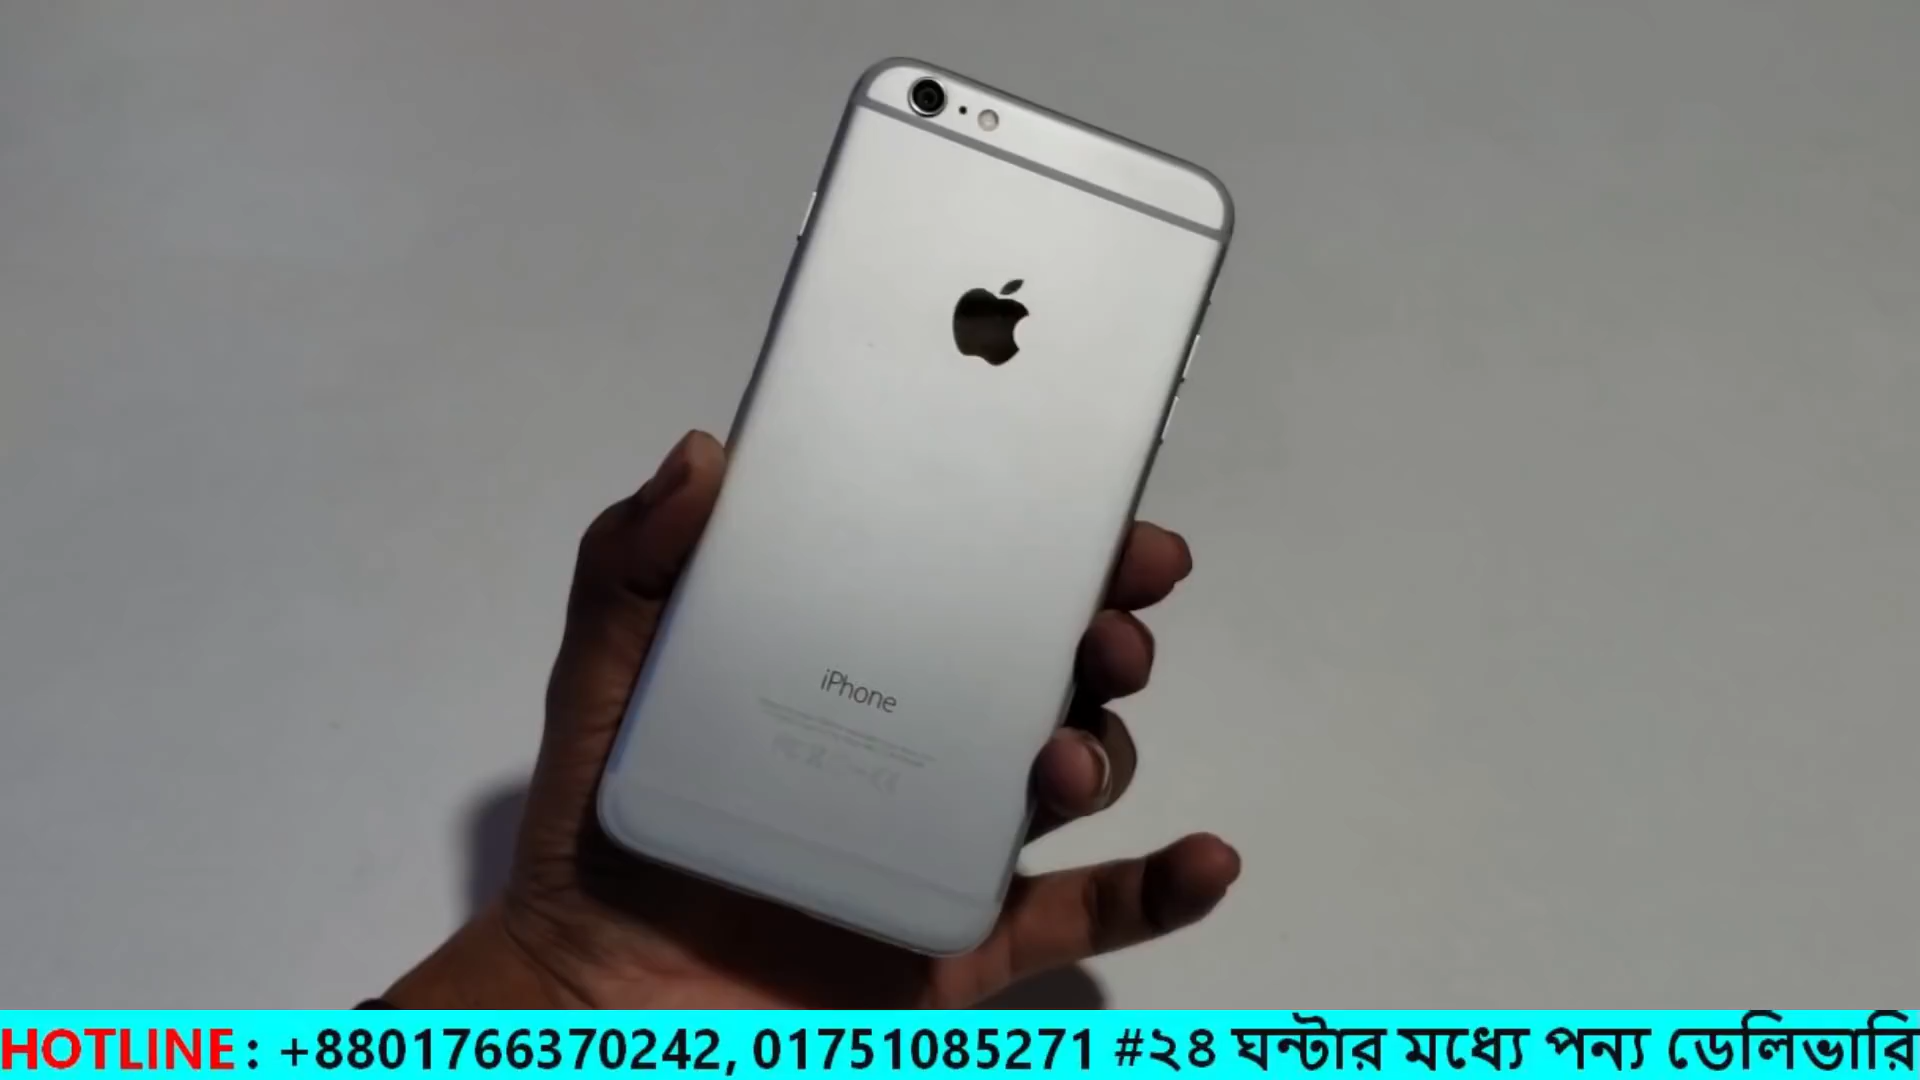 iPhone
HOTLINE : +8801766370242, 01751085271 #২৪ ঘন্টার মধ্যে পন্য ডেলিভারি